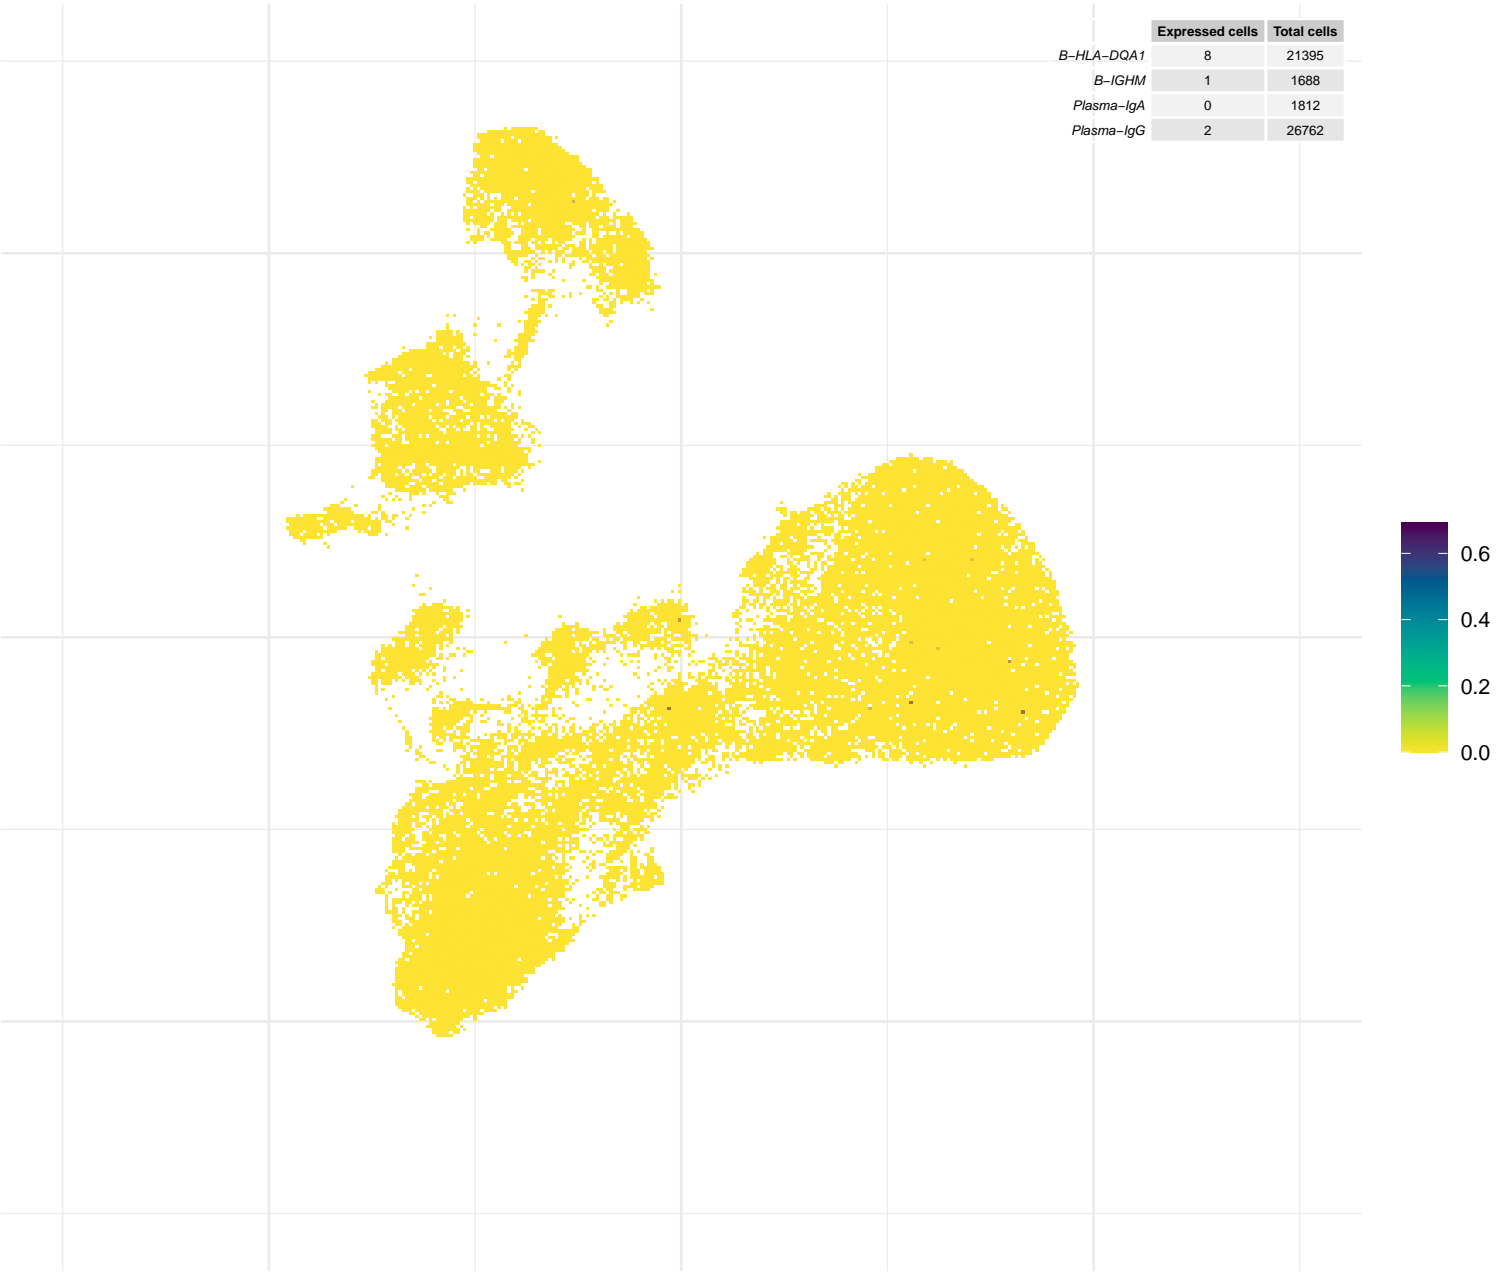 Expressed cells Total cells
B−HLA−DQA1 8 21395
B−IGHM 1 1688
Plasma−IgA 0 1812
Plasma−IgG 2 26762
0.6
0.4
0.2
0.0